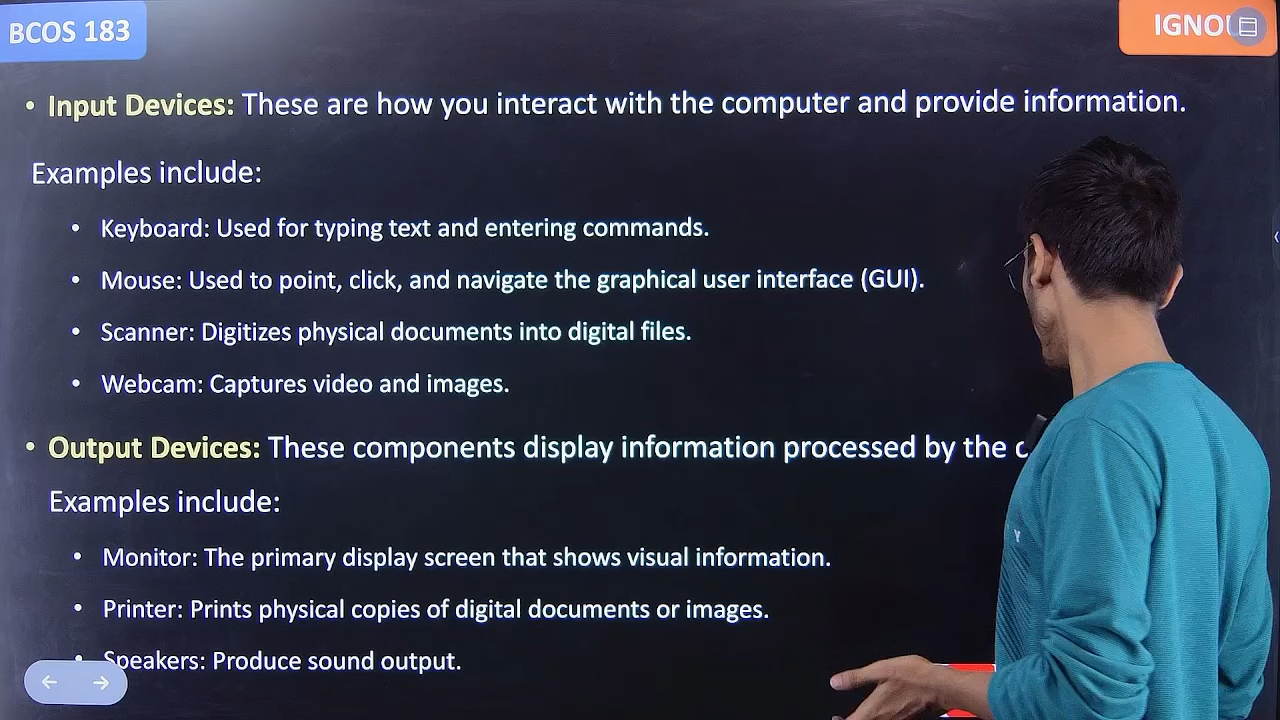 BCOS 183
IGNOU
• Input Devices: These are how you interact with the computer and provide information.
Examples include:
• Keyboard: Used for typing text and entering commands.
• Mouse: Used to point, click, and navigate the graphical user interface (GUI).
• Scanner: Digitizes physical documents into digital files.
• Webcam: Captures video and images.
• Output Devices: These components display information processed by the
Examples include:
• Monitor: The primary display screen that shows visual information.
• Printer: Prints physical copies of digital documents or images.
• Speakers: Produce sound output.